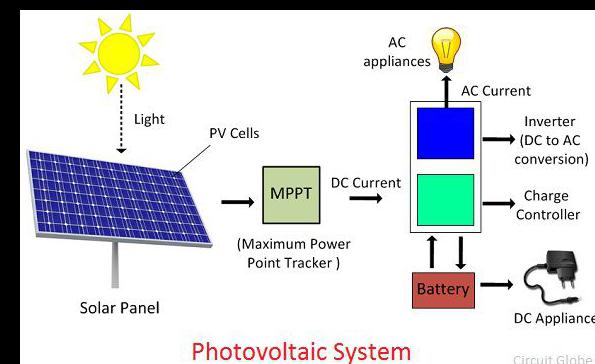 AC
appliances
AC Current
Light
PV Cells
Inverter
(DC to AC
conversion)
MPPT
DC Current
Charge
Controller
(Maximum Power
Point Tracker )
Battery
Solar Panel
DC Appliance
Photovoltaic System
Circuit Globe